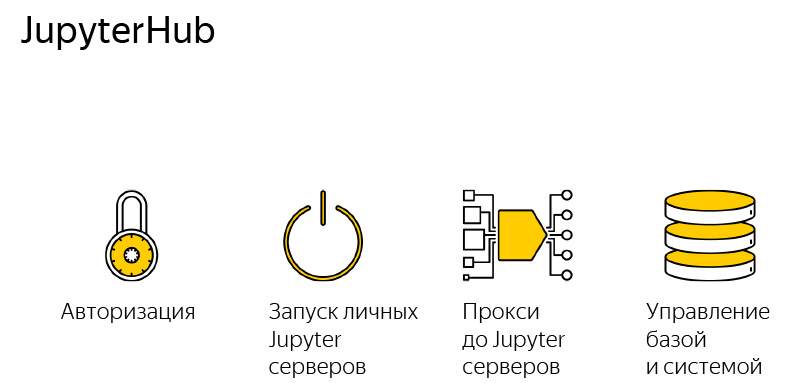 JupyterHub
Авторизация
Запуск личных
Jupyter
серверов
Прокси
до Jupyter
серверов
Управление
базой
и системой